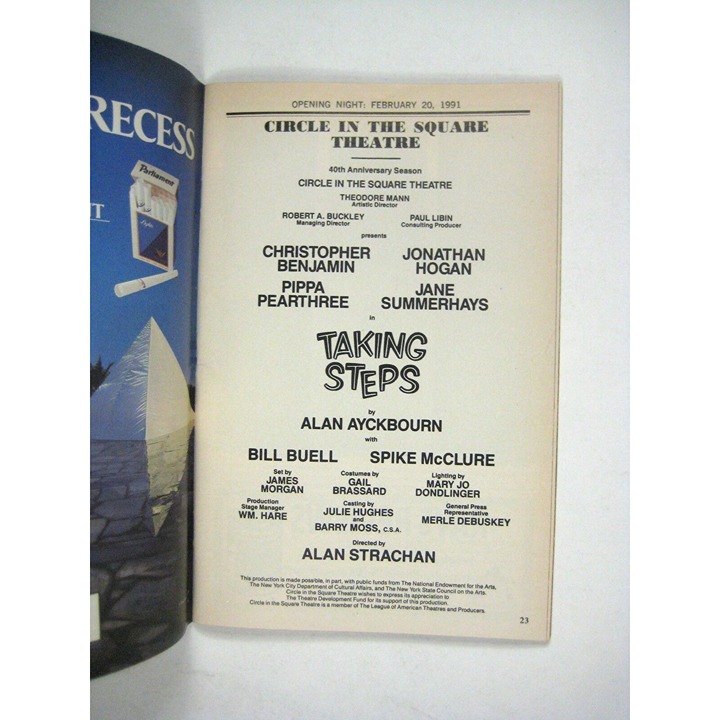 RECESS
Parliament
Lights
OPENING NIGHT: FEBRUARY 20, 1991
CIRCLE IN THE SQUARE
THEATRE
40th Anniversary Season
CIRCLE IN THE SQUARE THEATRE
THEODORE MANN
Artistic Director
ROBERT A. BUCKLEY PAUL LIBIN
Managing Director Consulting Producer
presents
CHRISTOPHER JONATHAN
BENJAMIN HOGAN
PIPPA JANE
PEARTHREE SUMMERHAYS
in
TAKING
STEPS
by
ALAN AYCKBOURN
with
BILL BUELL SPIKE McCLURE
Set by Costumes by Lighting by
JAMES GAIL MARY JO
MORGAN BRASSARD DONDLINGER
Production Casting by General Press
Stage Manager JULIE HUGHES Representative
WM. HARE and MERLE DEBUSKEY
BARRY MOSS, C.S.A.
Directed by
ALAN STRACHAN
This production is made possible, in part, with public funds from The National Endowment for the Arts,
The New York City Department of Cultural Affairs, and The New York State Council on the Arts.
Circle in the Square Theatre wishes to express its appreciation to
The Theatre Development Fund for its support of this production.
Circle in the Square Theatre is a member of The League of American Theatres and Producers.
23